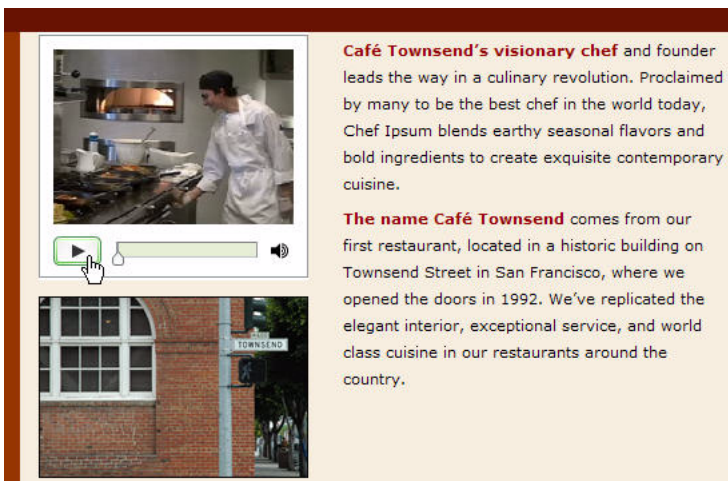 Café Townsend’s visionary chef and founder
leads the way in a culinary revolution. Proclaimed
by many to be the best chef in the world today,
Chef Ipsum blends earthy seasonal flavors and
bold ingredients to create exquisite contemporary
cuisine.
The name Café Townsend comes from our
first restaurant, located in a historic building on
Townsend Street in San Francisco, where we
opened the doors in 1992. We’ve replicated the
elegant interior, exceptional service, and world
class cuisine in our restaurants around the
country.
TOWNSEND